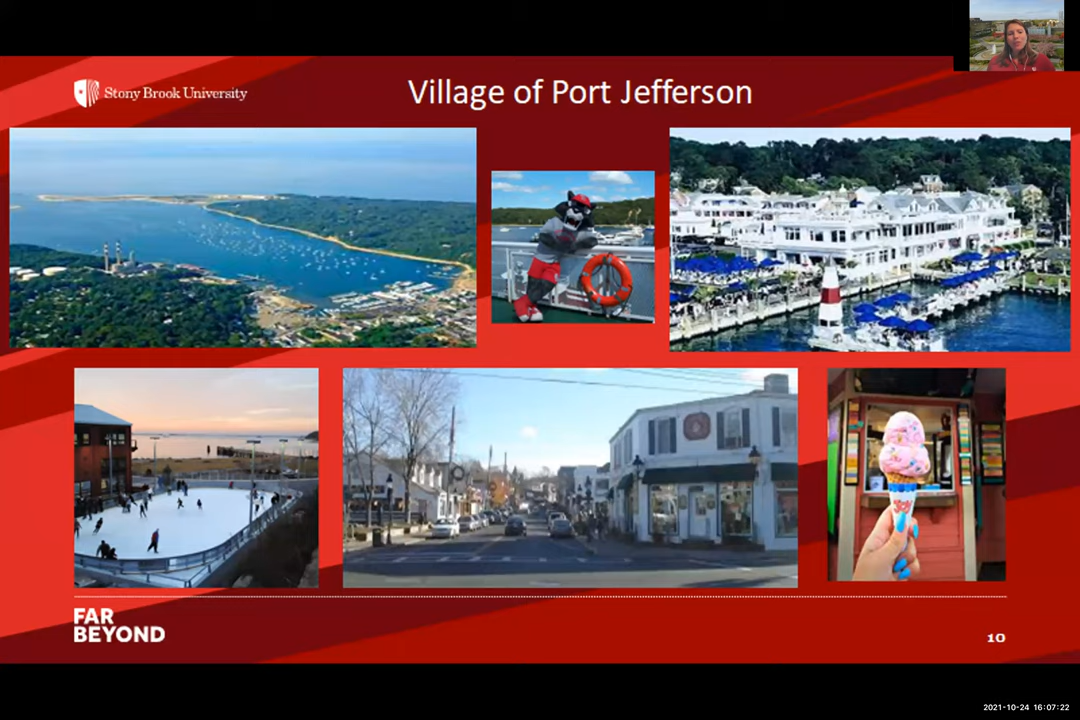 Stony Brook University
Village of Port Jefferson
FAR
BEYOND
10
2021-10-24 16:07:22